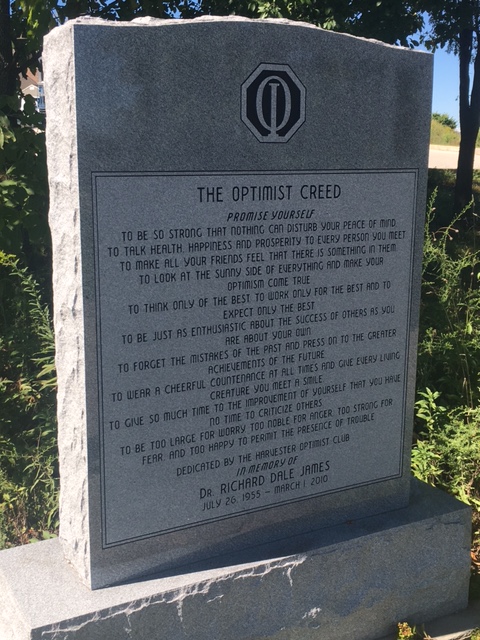 THE OPTIMIST CREED
PROMISE YOURSELF
TO BE SO STRONG THAT NOTHING CAN DISTURB YOUR PEACE OF MIND
TO TALK HEALTH, HAPPINESS AND PROSPERITY TO EVERY PERSON YOU MEET
TO MAKE ALL YOUR FRIENDS FEEL THAT THERE IS SOMETHING IN THEM
TO LOOK AT THE SUNNY SIDE OF EVERYTHING AND MAKE YOUR
OPTIMISM COME TRUE
TO THINK ONLY OF THE BEST TO WORK ONLY FOR THE BEST AND TO
EXPECT ONLY THE BEST
TO BE JUST AS ENTHUSIASTIC ABOUT THE SUCCESS OF OTHERS AS YOU
ARE ABOUT YOUR OWN
TO FORGET THE MISTAKES OF THE PAST AND PRESS ON TO THE GREATER
ACHIEVEMENTS OF THE FUTURE
TO WEAR A CHEERFUL COUNTENANCE AT ALL TIMES AND GIVE EVERY LIVING
CREATURE YOU MEET A SMILE
TO GIVE SO MUCH TIME TO THE IMPROVEMENT OF YOURSELF THAT YOU HAVE
NO TIME TO CRITICIZE OTHERS
TO BE TOO LARGE FOR WORRY, TOO NOBLE FOR ANGER, TOO STRONG FOR
FEAR, AND TOO HAPPY TO PERMIT THE PRESENCE OF TROUBLE
DEDICATED BY THE HARVESTER OPTIMIST CLUB
IN MEMORY OF
DR. RICHARD DALE JAMES
JULY 26, 1955 – MARCH 1, 2010